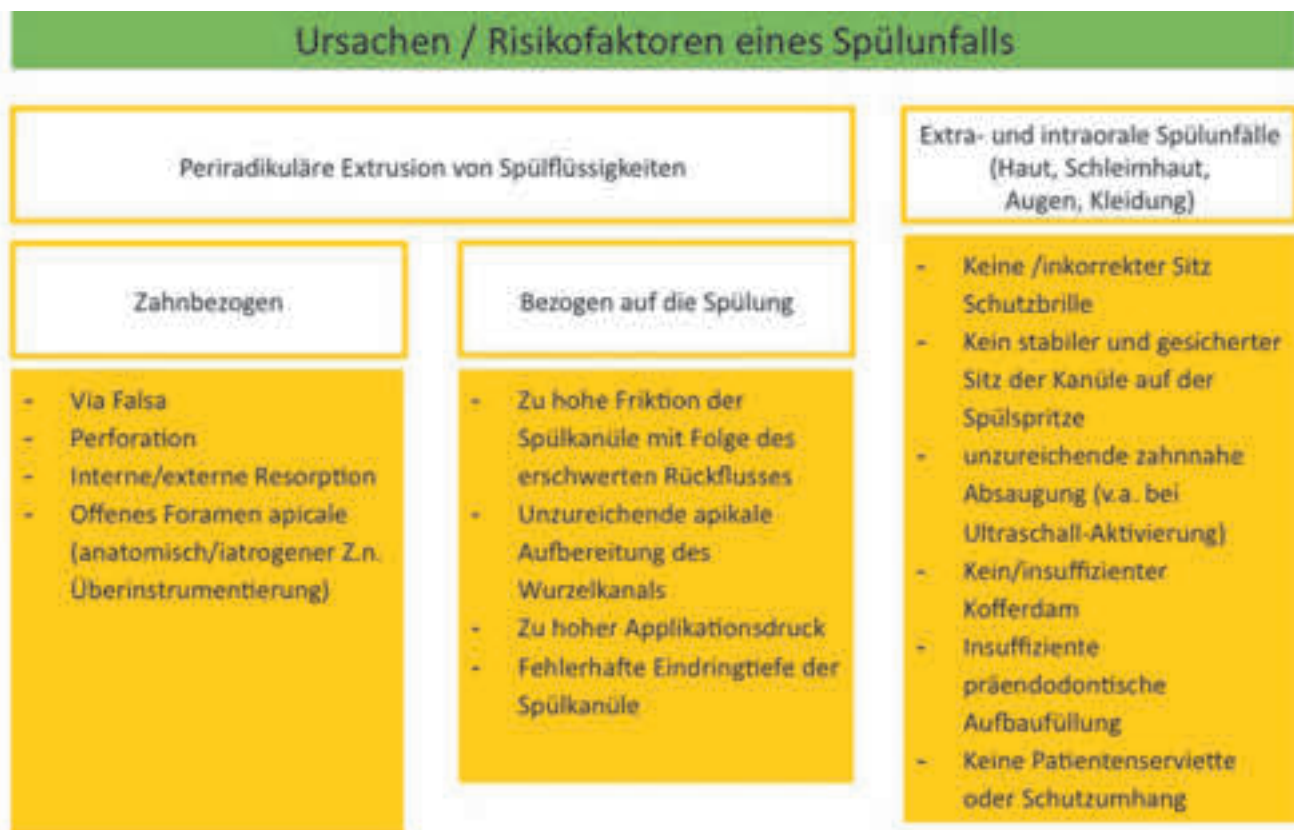 Ursachen / Risikofaktoren eines Spülunfalls
Periradikuläre Extrusion von Spülflüssigkeiten
Zahnbezogen
- Via Falsa
- Perforation
- Interne/externe Resorption
- Offenes Foramen apicale
(anatomisch/iatrogener Z.n.
Überinstrumentierung)
Bezogen auf die Spülung
- Zu hohe Friktion der
Spülkanüle mit Folge des
erschwerten Rückflusses
- Unzureichende apikale
Aufbereitung des
Wurzelkanals
- Zu hoher Applikationsdruck
- Fehlerhafte Eindringtiefe der
Spülkanüle
Extra- und intraorale Spülunfälle
(Haut, Schleimhaut,
Augen, Kleidung)
- Keine /inkorrekter Sitz
Schutzbrille
- Kein stabiler und gesicherter
Sitz der Kanüle auf der
Spülspritze
- unzureichende zahnnahe
Absaugung (v.a. bei
Ultraschall-Aktivierung)
- Kein/insuffizienter
Kofferdam
- Insuffiziente
präendodontische
Aufbaufüllung
- Keine Patientenserviette
oder Schutzumhang